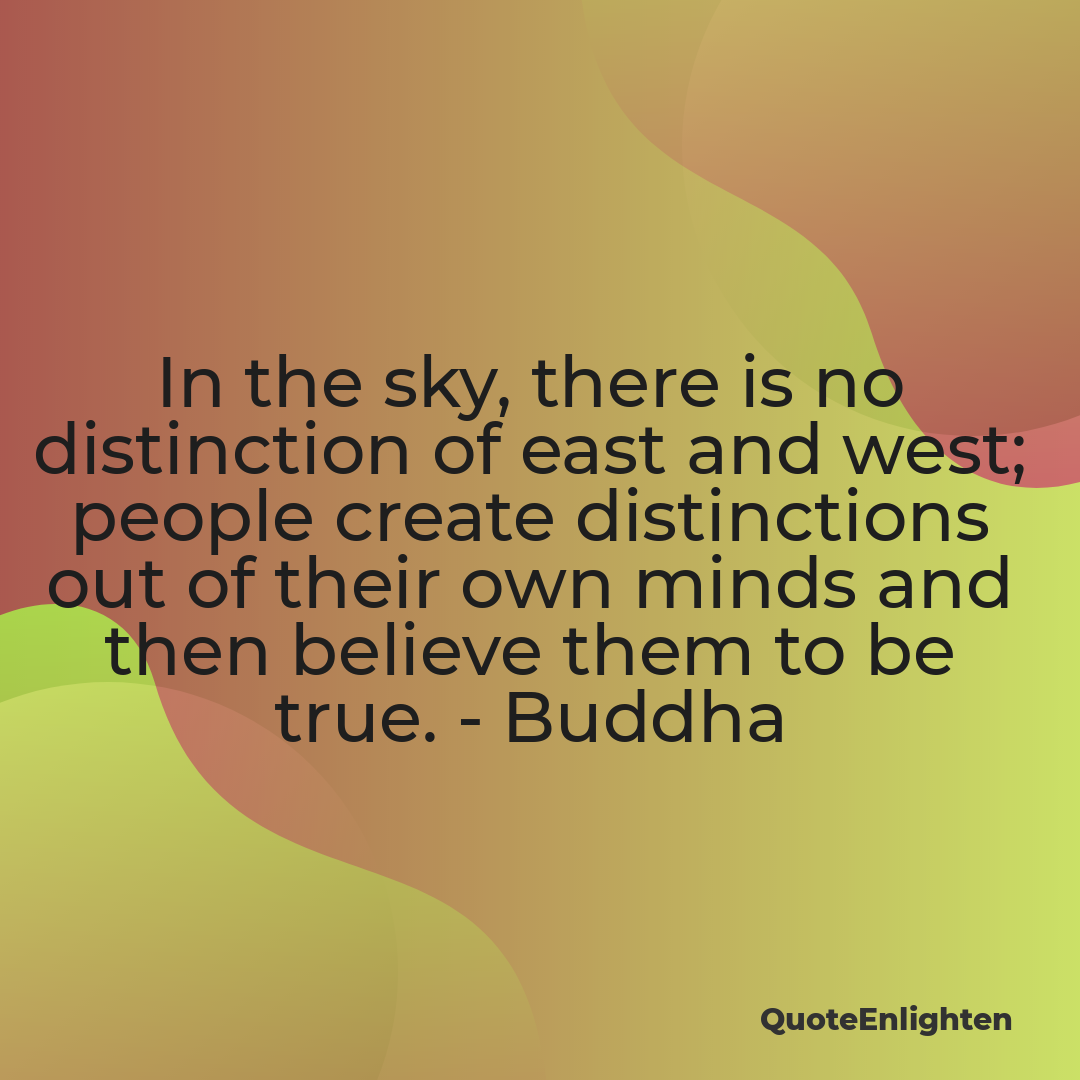 In the sky, there is no
distinction of east and west;
people create distinctions
out of their own minds and
then believe them to be
true. - Buddha
QuoteEnlighten